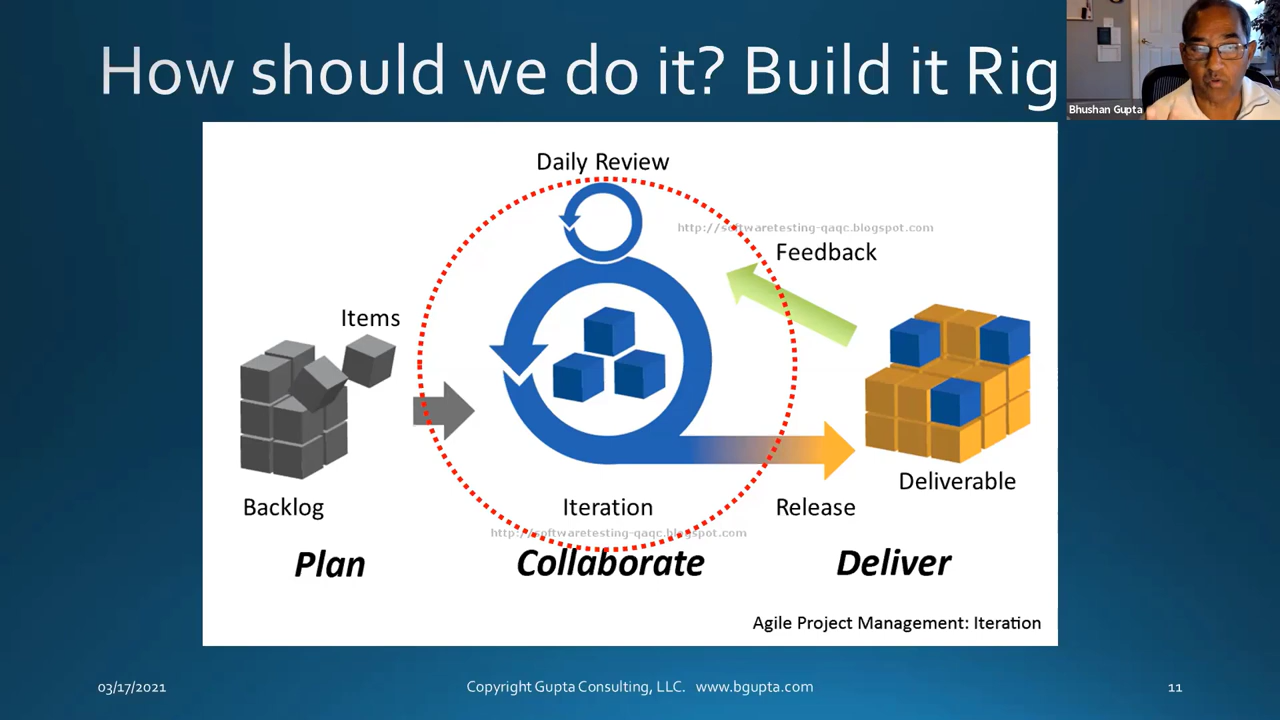 How should we do it? Build it Rig
Bhushan Gupta
Daily Review
http://softwaretesting-qaqc.blogspot.com
Feedback
Items
Deliverable
Backlog
Iteration
Release
http://softwaretesting-qaqc.blogspot.com
Plan
Collaborate
Deliver
Agile Project Management: Iteration
03/17/2021
Copyright Gupta Consulting, LLC. www.bgupta.com
11